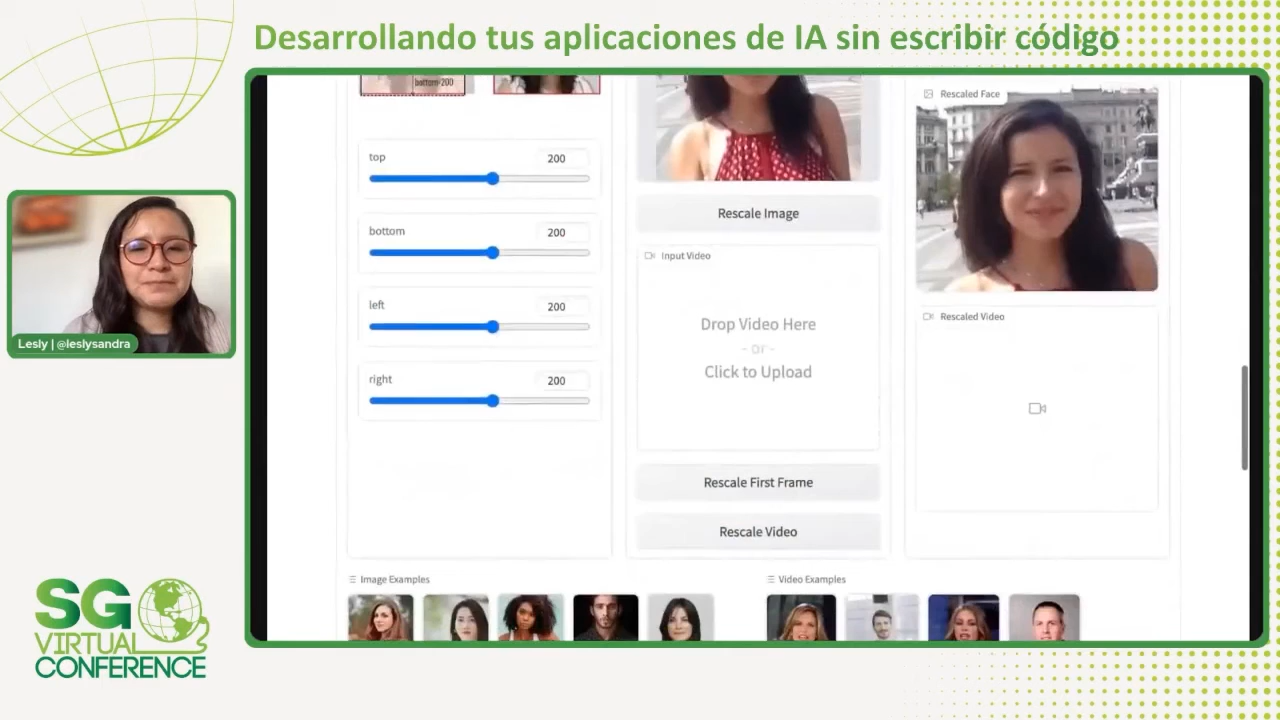 Desarrollando tus aplicaciones de IA sin escribir código
bottom-200
top
200
bottom
200
left
200
right
200
Rescale Image
Input Video
Drop Video Here
- or -
Click to Upload
Rescale First Frame
Rescale Video
Rescaled Face
Rescaled Video
Image Examples
Video Examples
Lesly | @leslysandra
SG
VIRTUAL
CONFERENCE